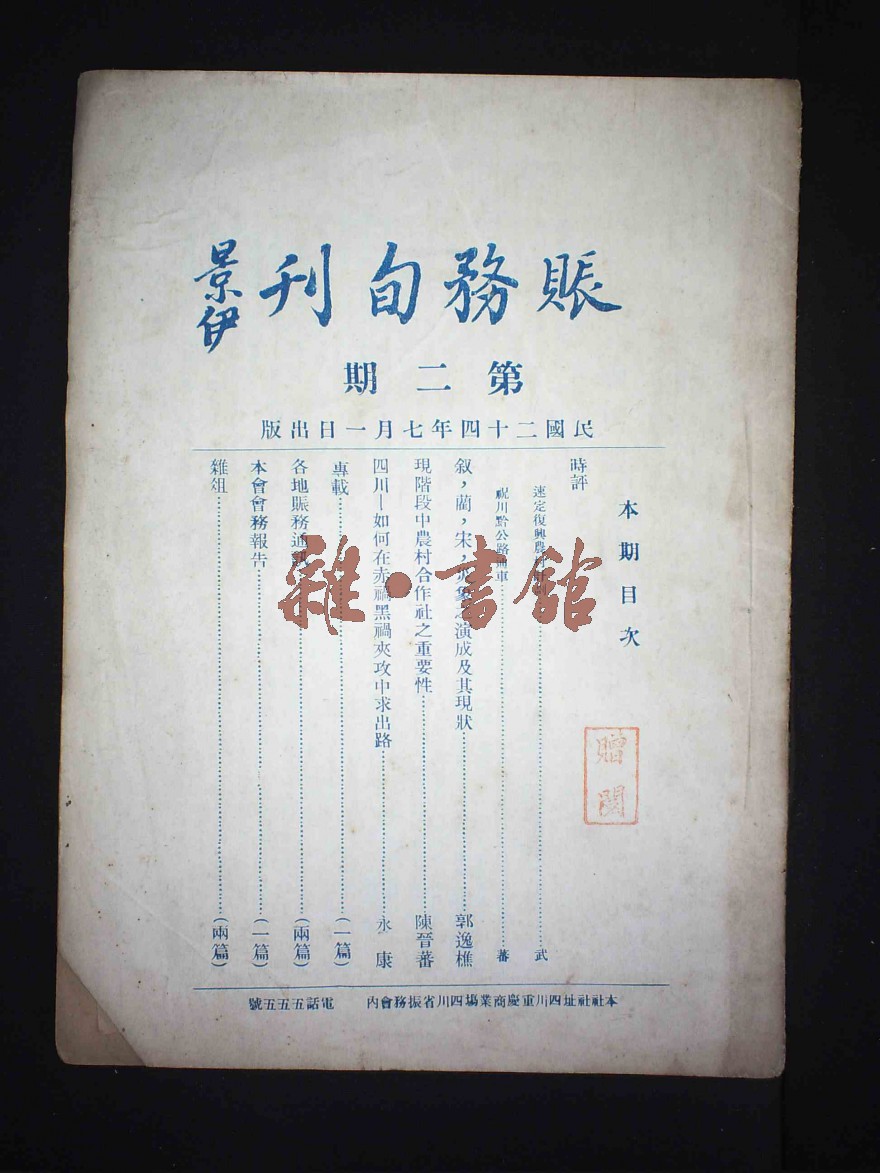 賬務旬刊
景伊
第二期
民國二十四年七月一日出版
本期目次
時評
速定復興農村
武
祝川黔公路通車
蕃
叙，藺，宋，演成及其現狀
郭逸樵
現階段中農村合作社之重要性
陳晉蕃
四川—如何在赤禍黑禍夾攻中求出路
永康
專載
(一篇)
各地賑務通訊
(兩篇)
本會會務報告
(一篇)
雜俎
(兩篇)
贈閱
本社社址四川重慶商業場四川省振務會內 電話五五五號
雜·書館